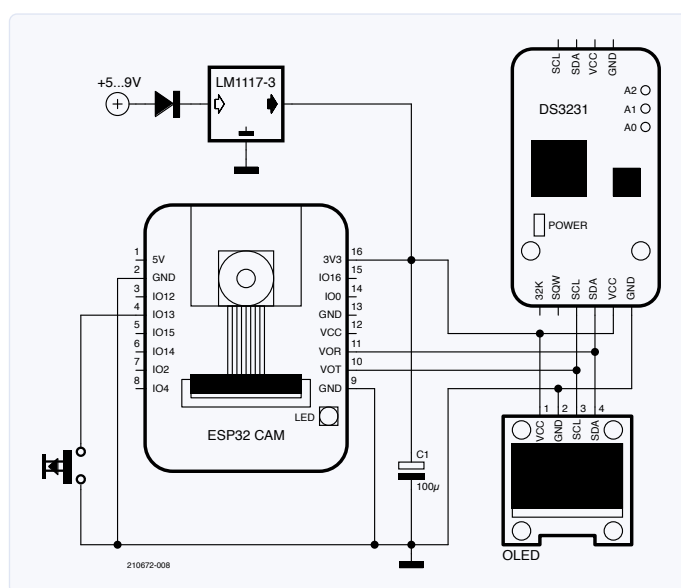 +5...9V
LM1117-3
SCL
SDA
VCC
GND
A2
A1
A0
DS3231
POWER
32K
SQW
SCL
SDA
VCC
GND
1 5V
2 GND
3 IO12
4 IO13
5 IO15
6 IO14
7 IO2
8 IO4
3V3 16
IO16 15
IO0 14
GND 13
VCC 12
VOR 11
VOT 10
GND 9
LED
ESP32 CAM
C1
100µ
1 2 3 4
VCC
GND
SCL
SDA
OLED
210672-008